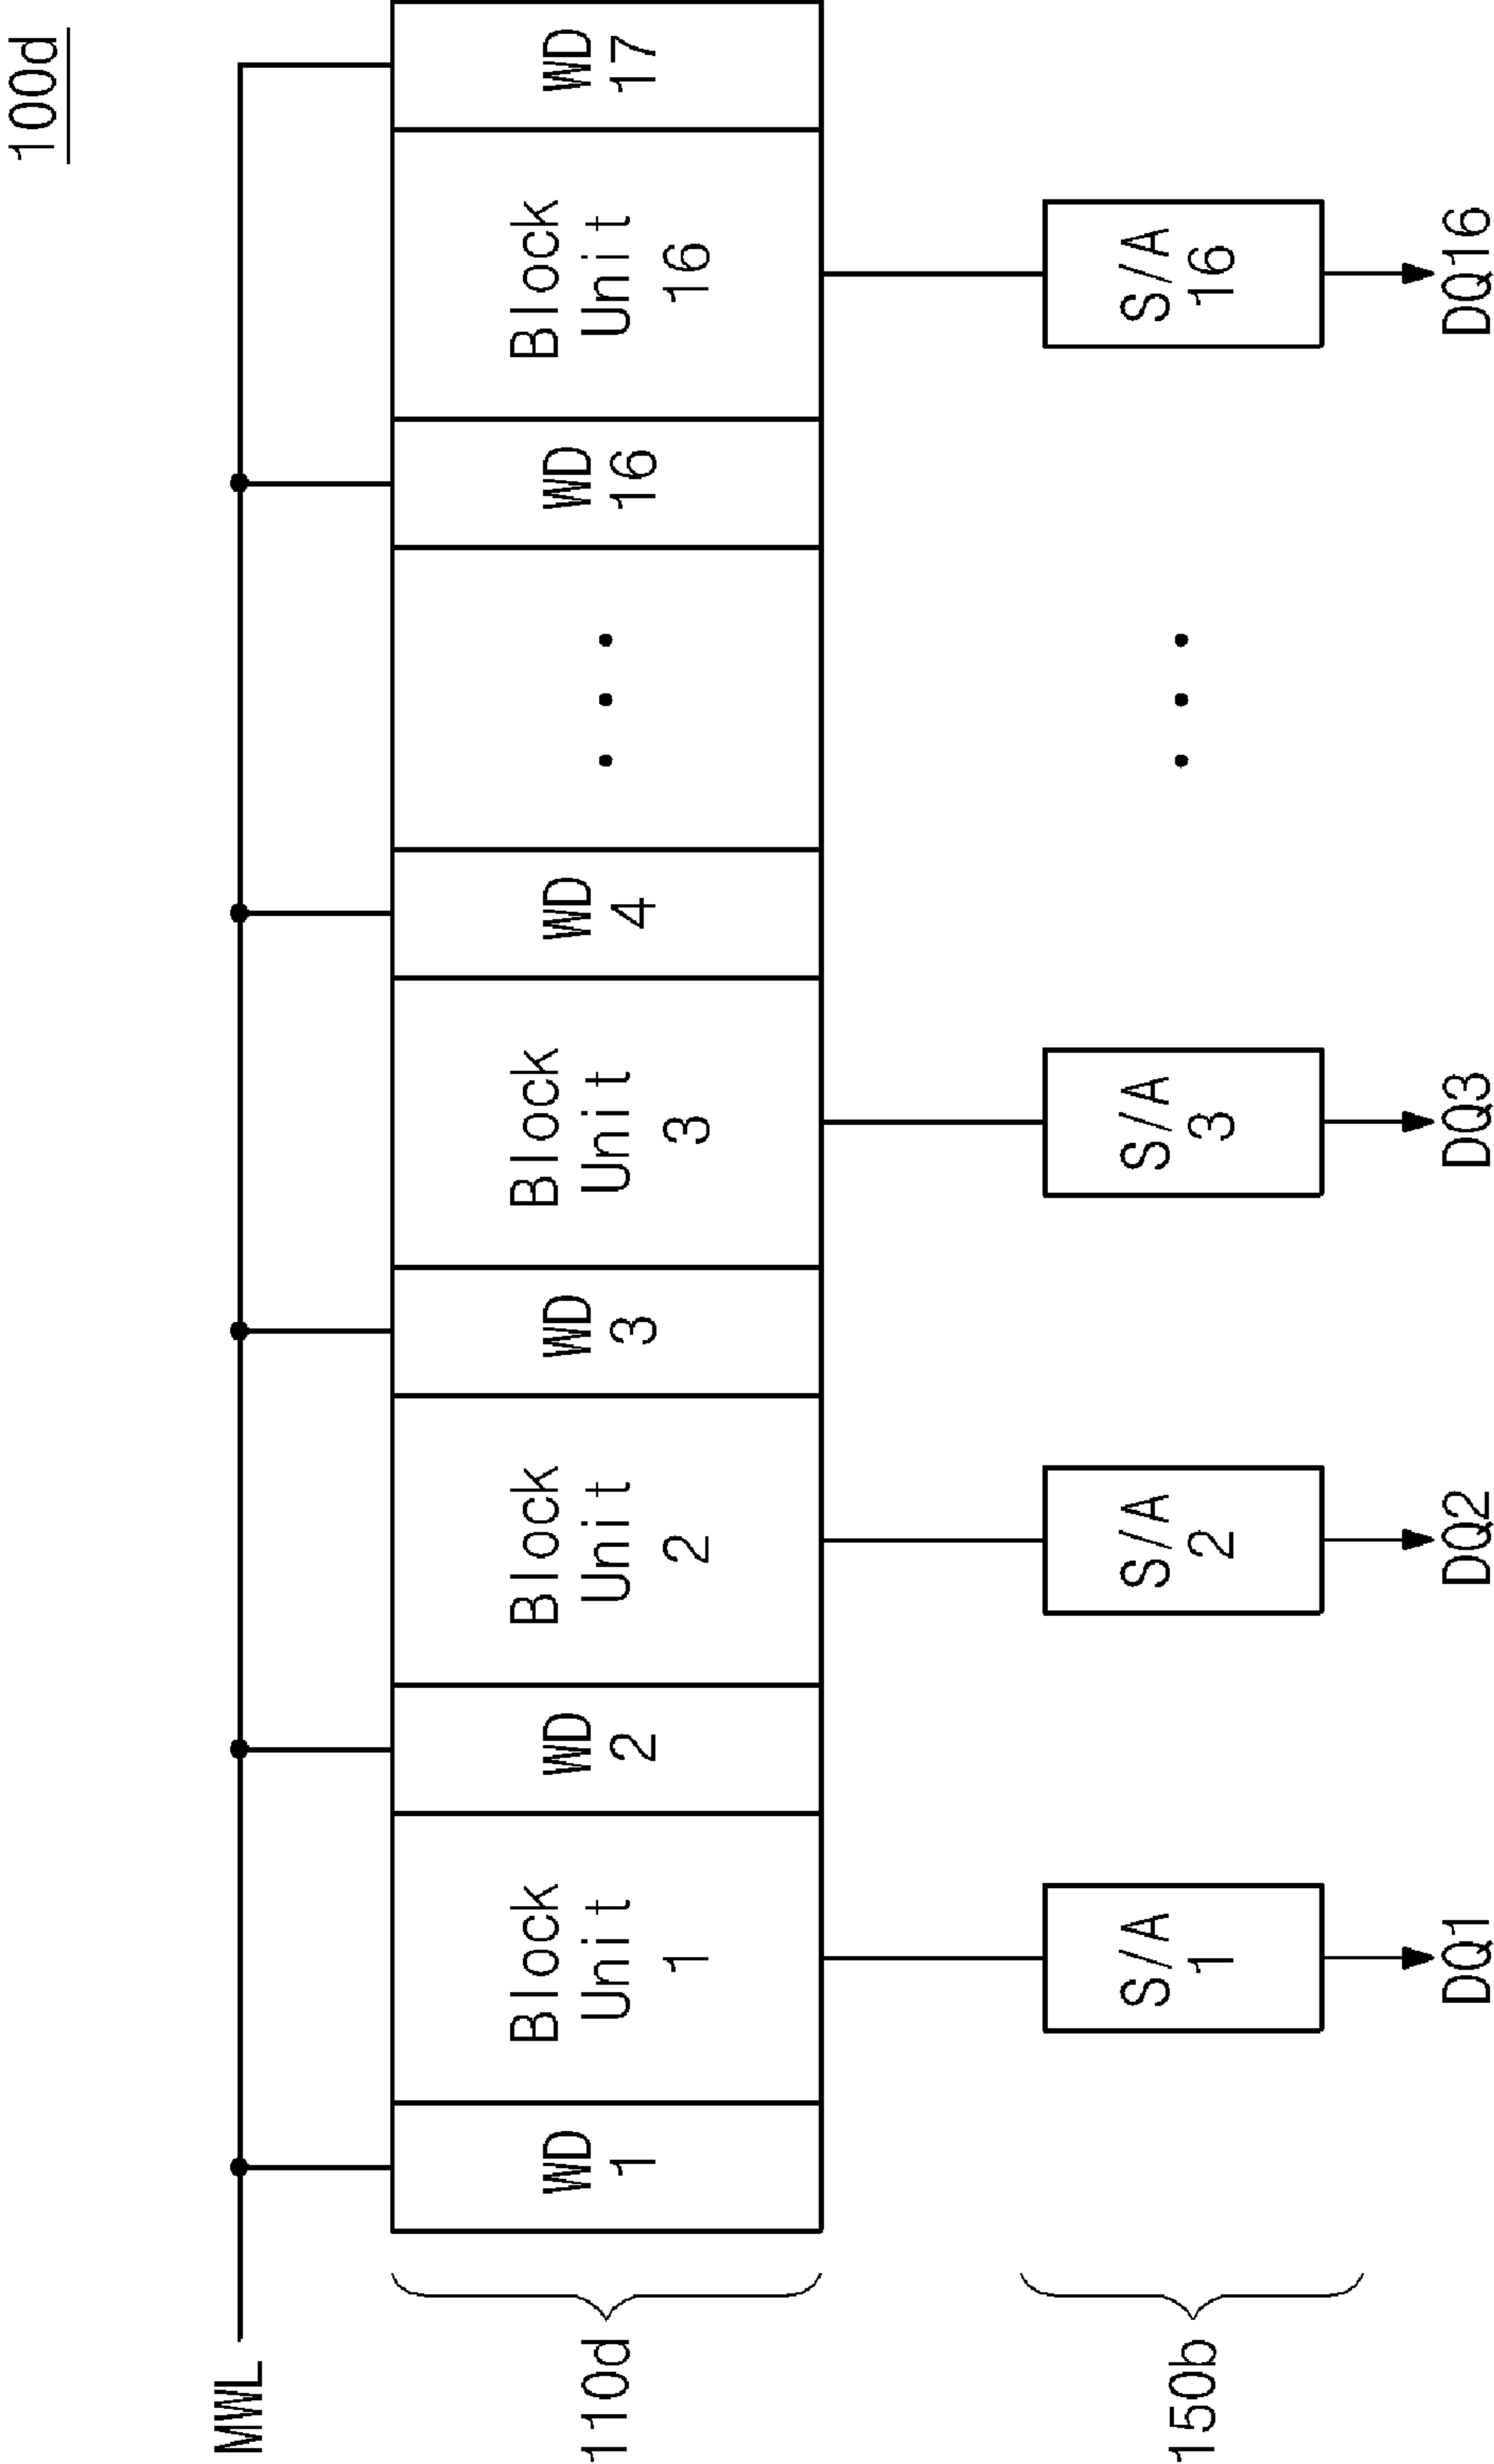 100d
MWL
110d
WD
1
Block
Unit
1
WD
2
Block
Unit
2
WD
3
Block
Unit
3
WD
4
. . .
WD
16
Block
Unit
16
WD
17
150b
S/A
1
S/A
2
S/A
3
. . .
S/A
16
DQ1
DQ2
DQ3
DQ16